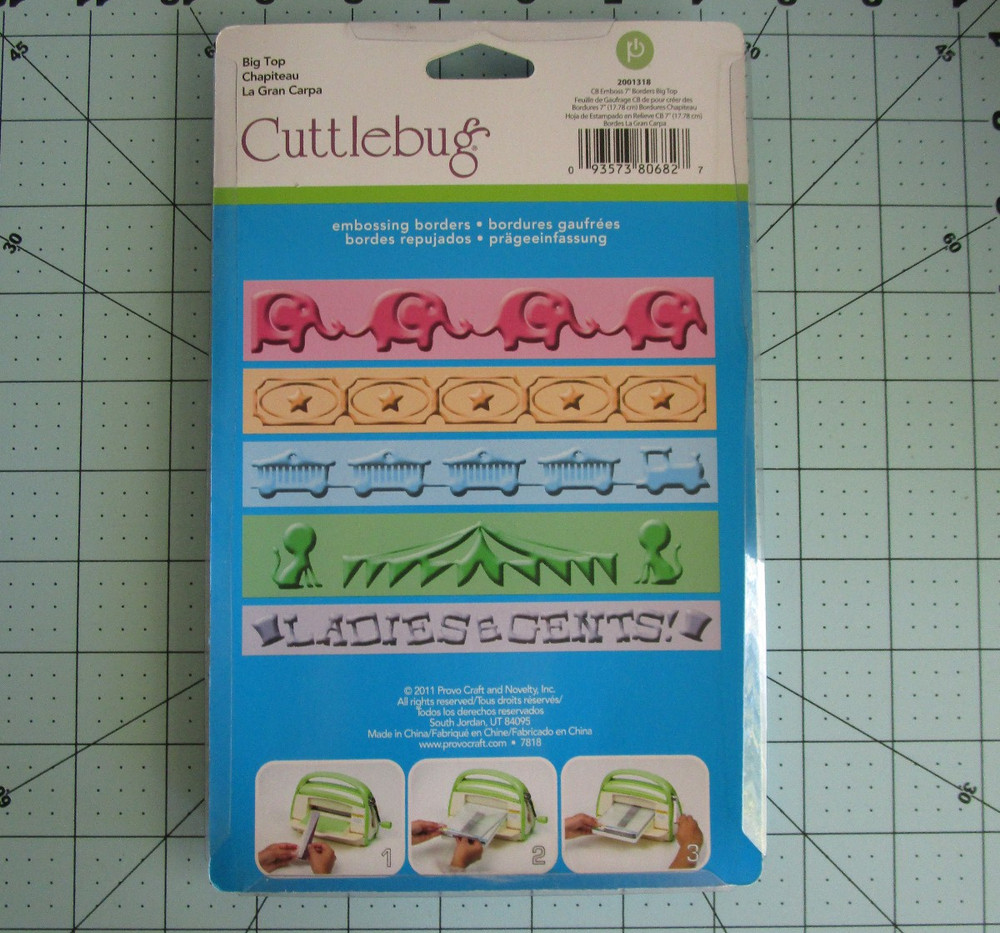 Big Top
Chapiteau
La Gran Carpa
Cuttlebug
2001318
CB Emboss 7" Borders Big Top
Feuille de Gaufrage CB de pour créer des
Bordures 7" (17.78 cm) Bordures Chapiteau
Hoja de Estampado en Relieve CB 7" (17.78 cm)
Bordes La Gran Carpa
0 93573 80682 7
embossing borders • bordures gaufrées
bordes repujados • prägeeinfassung
LADIES & GENTS!
© 2011 Provo Craft and Novelty, Inc.
All rights reserved/Tous droits réservés/
Todos los derechos reservados
South Jordan, UT 84095
Made in China/Fabriqué en Chine/Fabricado en China
www.provocraft.com • 7818
1
2
3
45
45
30
60
30